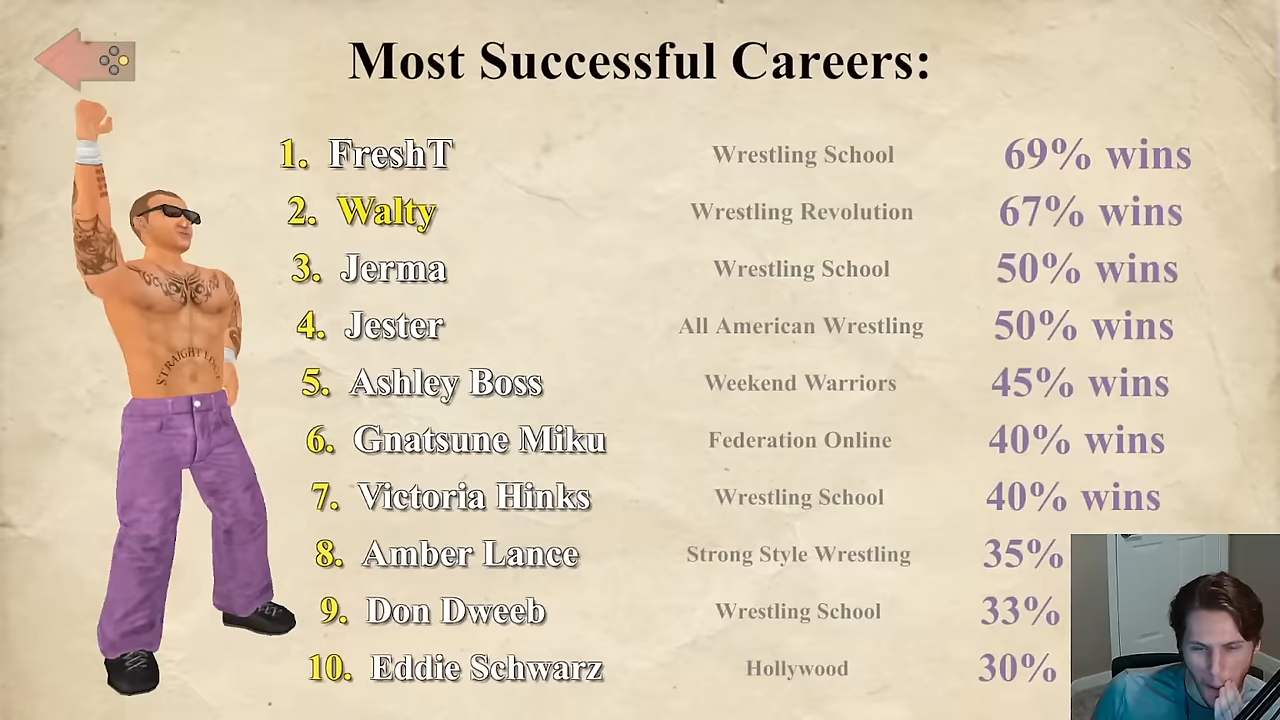 Most Successful Careers:
1. FreshT Wrestling School 69% wins
2. Walty Wrestling Revolution 67% wins
3. Jerma Wrestling School 50% wins
4. Jester All American Wrestling 50% wins
5. Ashley Boss Weekend Warriors 45% wins
6. Gnatsune Miku Federation Online 40% wins
7. Victoria Hinks Wrestling School 40% wins
8. Amber Lance Strong Style Wrestling 35%
9. Don Dweeb Wrestling School 33%
10. Eddie Schwarz Hollywood 30%
STRAIGHT